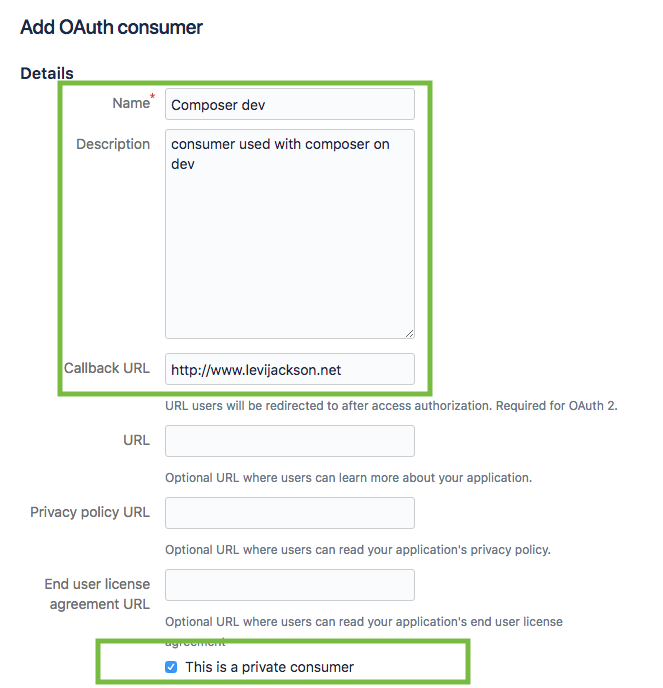 Add OAuth consumer
Details
Name*
Composer dev
Description
consumer used with composer on
dev
Callback URL
http://www.levijackson.net
URL users will be redirected to after access authorization. Required for OAuth 2.
URL
Optional URL where users can learn more about your application.
Privacy policy URL
Optional URL where users can read your application's privacy policy.
End user license
agreement URL
Optional URL where users can read your application's end user license
agreement
This is a private consumer